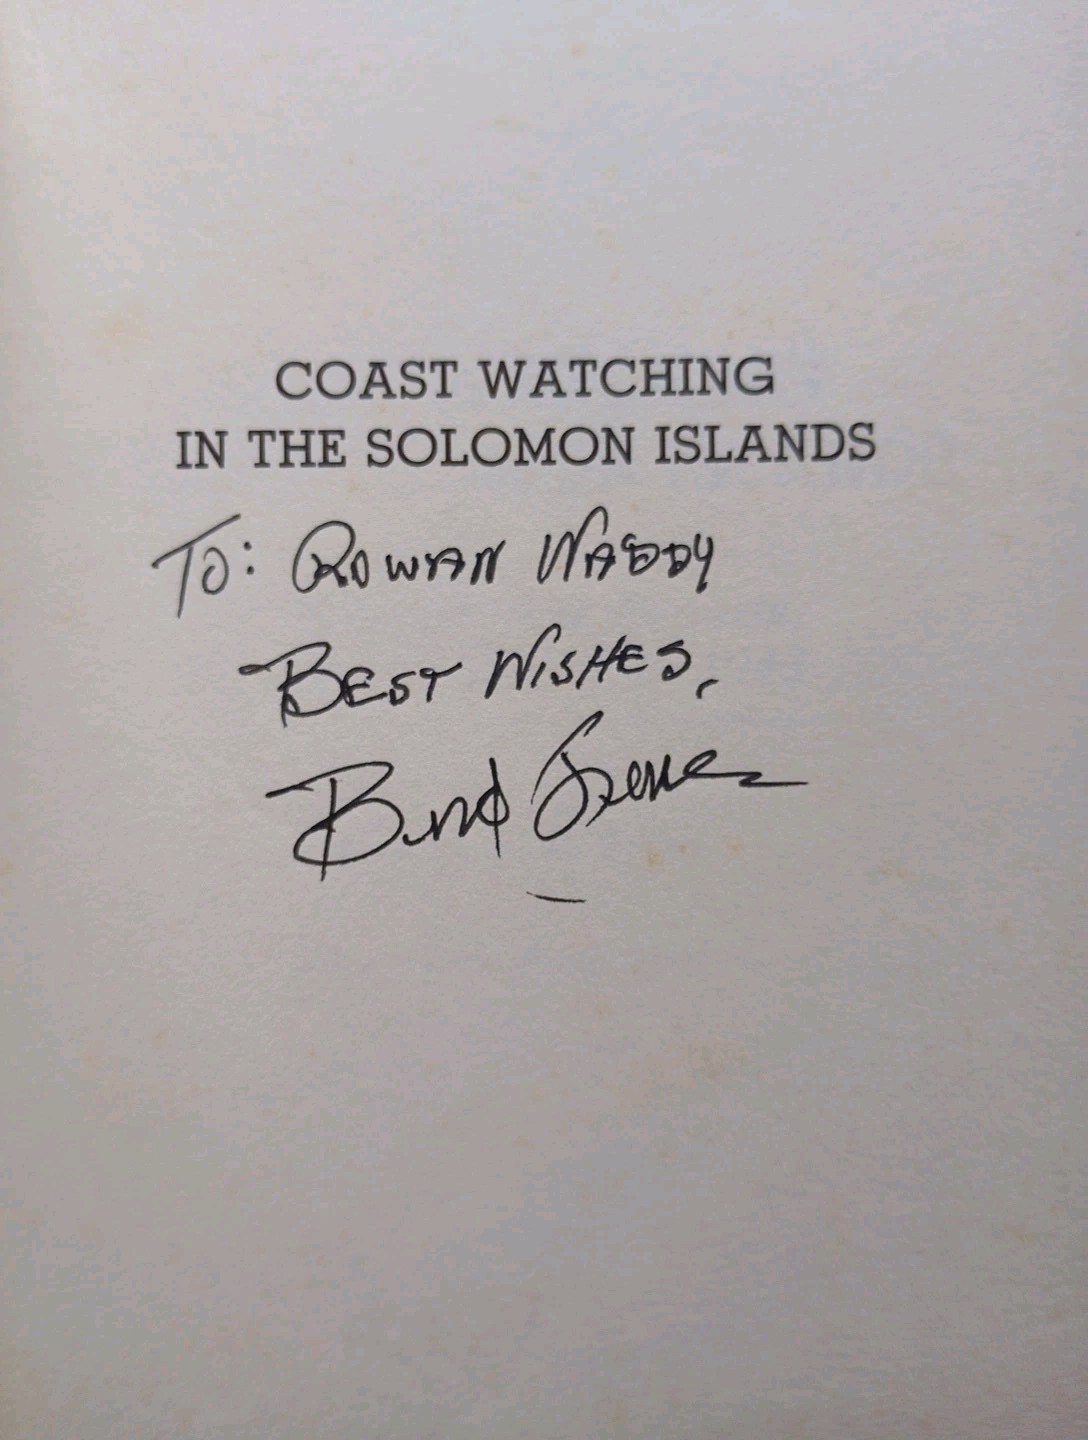 COAST WATCHING
IN THE SOLOMON ISLANDS
TO: ROWAN WADDY
BEST WISHES,